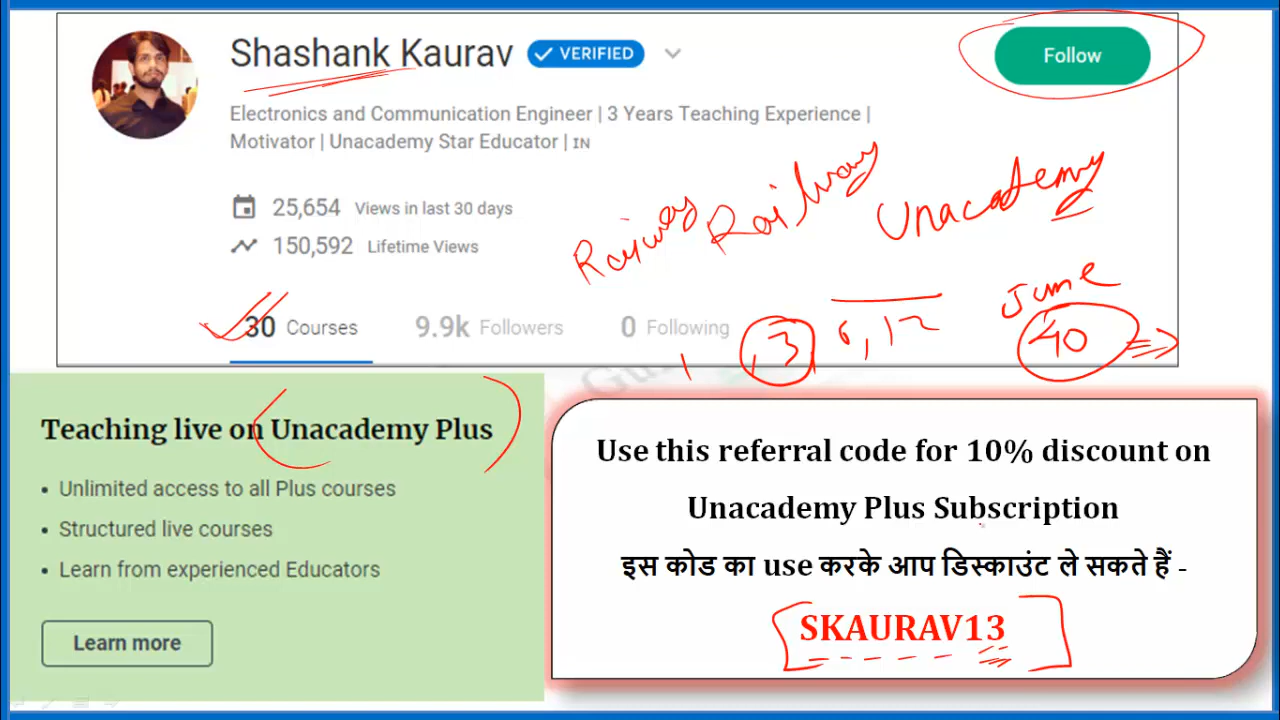 Shashank Kaurav VERIFIED
Follow
Electronics and Communication Engineer | 3 Years Teaching Experience |
Motivator | Unacademy Star Educator | IN
25,654 Views in last 30 days
150,592 Lifetime Views
Railway Railway Unacademy
June
30 Courses 9.9k Followers 0 Following
1, 3, 6, 12
40
Teaching live on Unacademy Plus
• Unlimited access to all Plus courses
• Structured live courses
• Learn from experienced Educators
Learn more
Use this referral code for 10% discount on
Unacademy Plus Subscription
इस कोड का use करके आप डिस्काउंट ले सकते हैं -
SKAURAV13